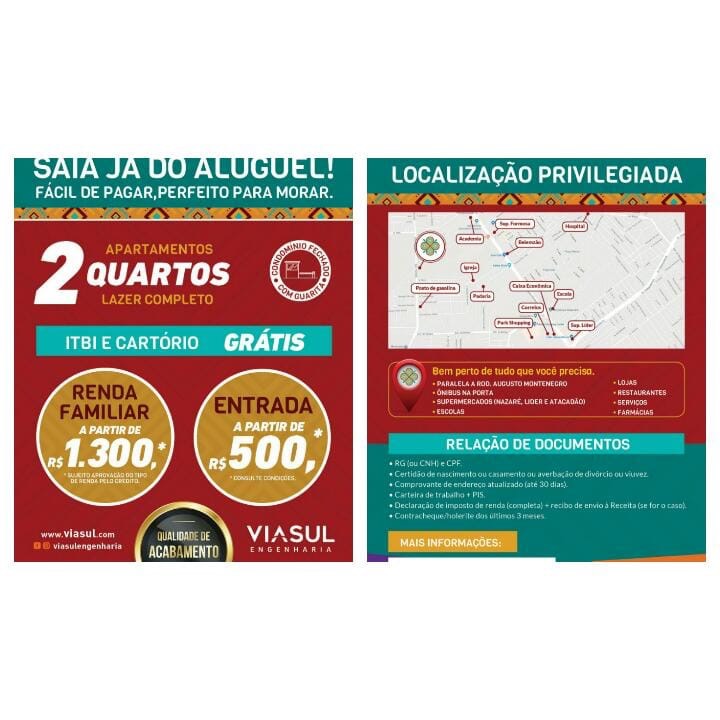 SAIA JÁ DO ALUGUEL!
FÁCIL DE PAGAR,PERFEITO PARA MORAR.
2
APARTAMENTOS
QUARTOS
LAZER COMPLETO
CONDOMINIO FECHADO
COM GUARITA
ITBI E CARTÓRIO GRÁTIS
RENDA
FAMILIAR
A PARTIR DE
R$ 1.300,*
* SUJEITO APROVAÇÃO DO TIPO
DE RENDA PELO CRÉDITO.
ENTRADA
A PARTIR DE
R$ 500,*
* CONSULTE CONDIÇÕES.
www.viasul.com
viasulengenharia
QUALIDADE DE
ACABAMENTO
VIASUL
ENGENHARIA
LOCALIZAÇÃO PRIVILEGIADA
Sup. Formosa
Hospital
Academia
Belenzão
Igreja
Caixa Econômica
Posto de gasolina
Padaria
Escola
Correios
Park Shopping
Sup. Lider
Bem perto de tudo que você precisa.
• PARALELA A ROD. AUGUSTO MONTENEGRO
• ÔNIBUS NA PORTA
• SUPERMERCADOS (NAZARÉ, LIDER E ATACADÃO)
• ESCOLAS
• LOJAS
• RESTAURANTES
• SERVIÇOS
• FARMÁCIAS
RELAÇÃO DE DOCUMENTOS
• RG (ou CNH) e CPF.
• Certidão de nascimento ou casamento ou averbação de divórcio ou viuvez.
• Comprovante de endereço atualizado (até 30 dias).
• Carteira de trabalho + PIS.
• Declaração de imposto de renda (completa) + recibo de envio à Receita (se for o caso).
• Contracheque/holerite dos últimos 3 meses.
MAIS INFORMAÇÕES: